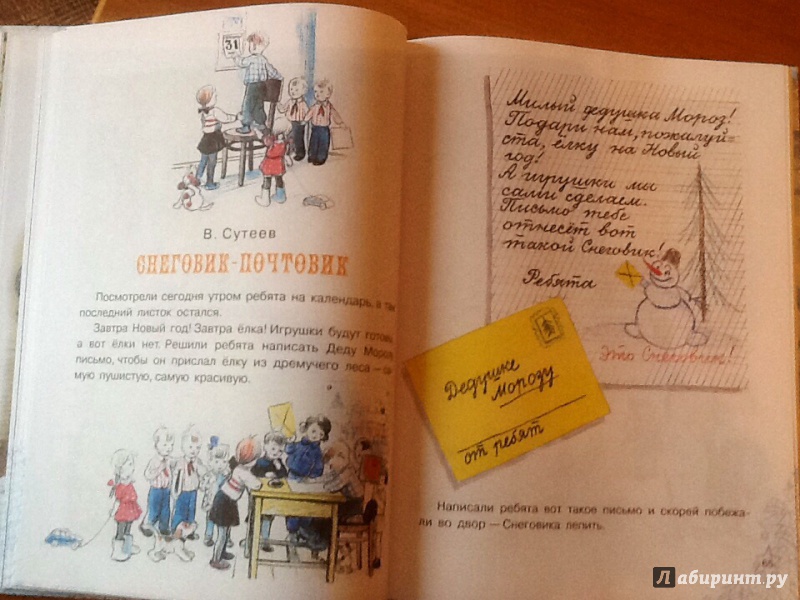 31
В. Сутеев
СНЕГОВИК-ПОЧТОВИК
Посмотрели сегодня утром ребята на календарь, а там
последний листок остался.
Завтра Новый год! Завтра ёлка! Игрушки будут готовы,
а вот ёлки нет. Решили ребята написать Деду Морозу
письмо, чтобы он прислал ёлку из дремучего леса — са-
мую пушистую, самую красивую.
Милый дедушка Мороз!
Подари нам, пожалуй-
ста, ёлку на Новый
год!
А игрушки мы
сами сделаем.
Письмо тебе
отнесёт вот
такой Снеговик!
Ребята
Это Снеговик!
Дедушке
Морозу
от ребят
Написали ребята вот такое письмо и скорей побежа-
ли во двор — Снеговика лепить.
Лабиринт.ру